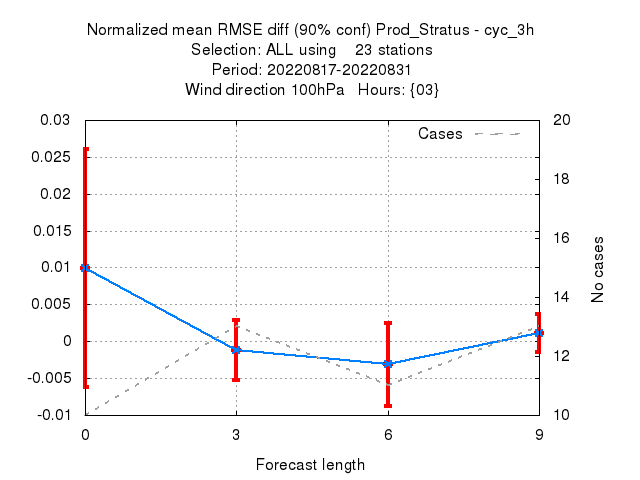 Normalized mean RMSE diff (90% conf) Prod_Stratus - cyc_3h
Selection: ALL using    23 stations
Period: 20220817-20220831
Wind direction 100hPa   Hours: {03}
0.03
0.025
0.02
0.015
0.01
0.005
0
-0.005
-0.01
Cases
20
18
16
14
12
10
No cases
0 3 6 9
Forecast length